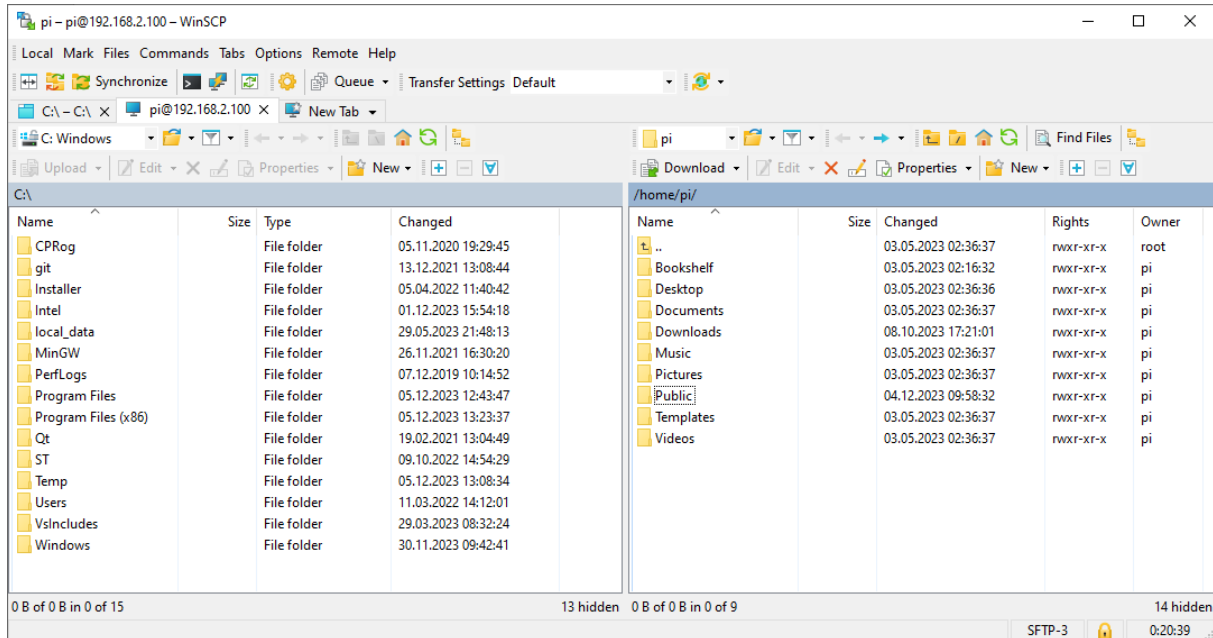 pi – pi@192.168.2.100 – WinSCP
Local Mark Files Commands Tabs Options Remote Help
Synchronize Queue Transfer Settings Default
C:\ – C:\ pi@192.168.2.100 New Tab
C: Windows pi Find Files
Upload Edit Properties New Download Edit Properties New
C:\ /home/pi/
Name Size Type Changed Name Size Changed Rights Owner
CPRog File folder 05.11.2020 19:29:45 .. 03.05.2023 02:36:37 rwxr-xr-x root
git File folder 13.12.2021 13:08:44 Bookshelf 03.05.2023 02:16:32 rwxr-xr-x pi
Installer File folder 05.04.2022 11:40:42 Desktop 03.05.2023 02:36:36 rwxr-xr-x pi
Intel File folder 01.12.2023 15:54:18 Documents 03.05.2023 02:36:37 rwxr-xr-x pi
local_data File folder 29.05.2023 21:48:13 Downloads 08.10.2023 17:21:01 rwxr-xr-x pi
MinGW File folder 26.11.2021 16:30:20 Music 03.05.2023 02:36:37 rwxr-xr-x pi
PerfLogs File folder 07.12.2019 10:14:52 Pictures 03.05.2023 02:36:37 rwxr-xr-x pi
Program Files File folder 05.12.2023 12:43:47 Public 04.12.2023 09:58:32 rwxr-xr-x pi
Program Files (x86) File folder 05.12.2023 13:23:37 Templates 03.05.2023 02:36:37 rwxr-xr-x pi
Qt File folder 19.02.2021 13:04:49 Videos 03.05.2023 02:36:37 rwxr-xr-x pi
ST File folder 09.10.2022 14:54:29
Temp File folder 05.12.2023 13:08:34
Users File folder 11.03.2022 14:12:01
VsIncludes File folder 29.03.2023 08:32:24
Windows File folder 30.11.2023 09:42:41
0 B of 0 B in 0 of 15 13 hidden 0 B of 0 B in 0 of 9 14 hidden
SFTP-3 0:20:39